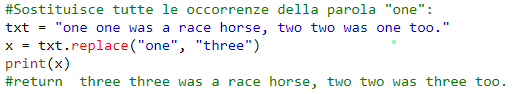 #Sostituisce tutte le occorrenze della parola "one":
txt = "one one was a race horse, two two was one too."
x = txt.replace("one", "three")
print(x)
#return  three three was a race horse, two two was three too.